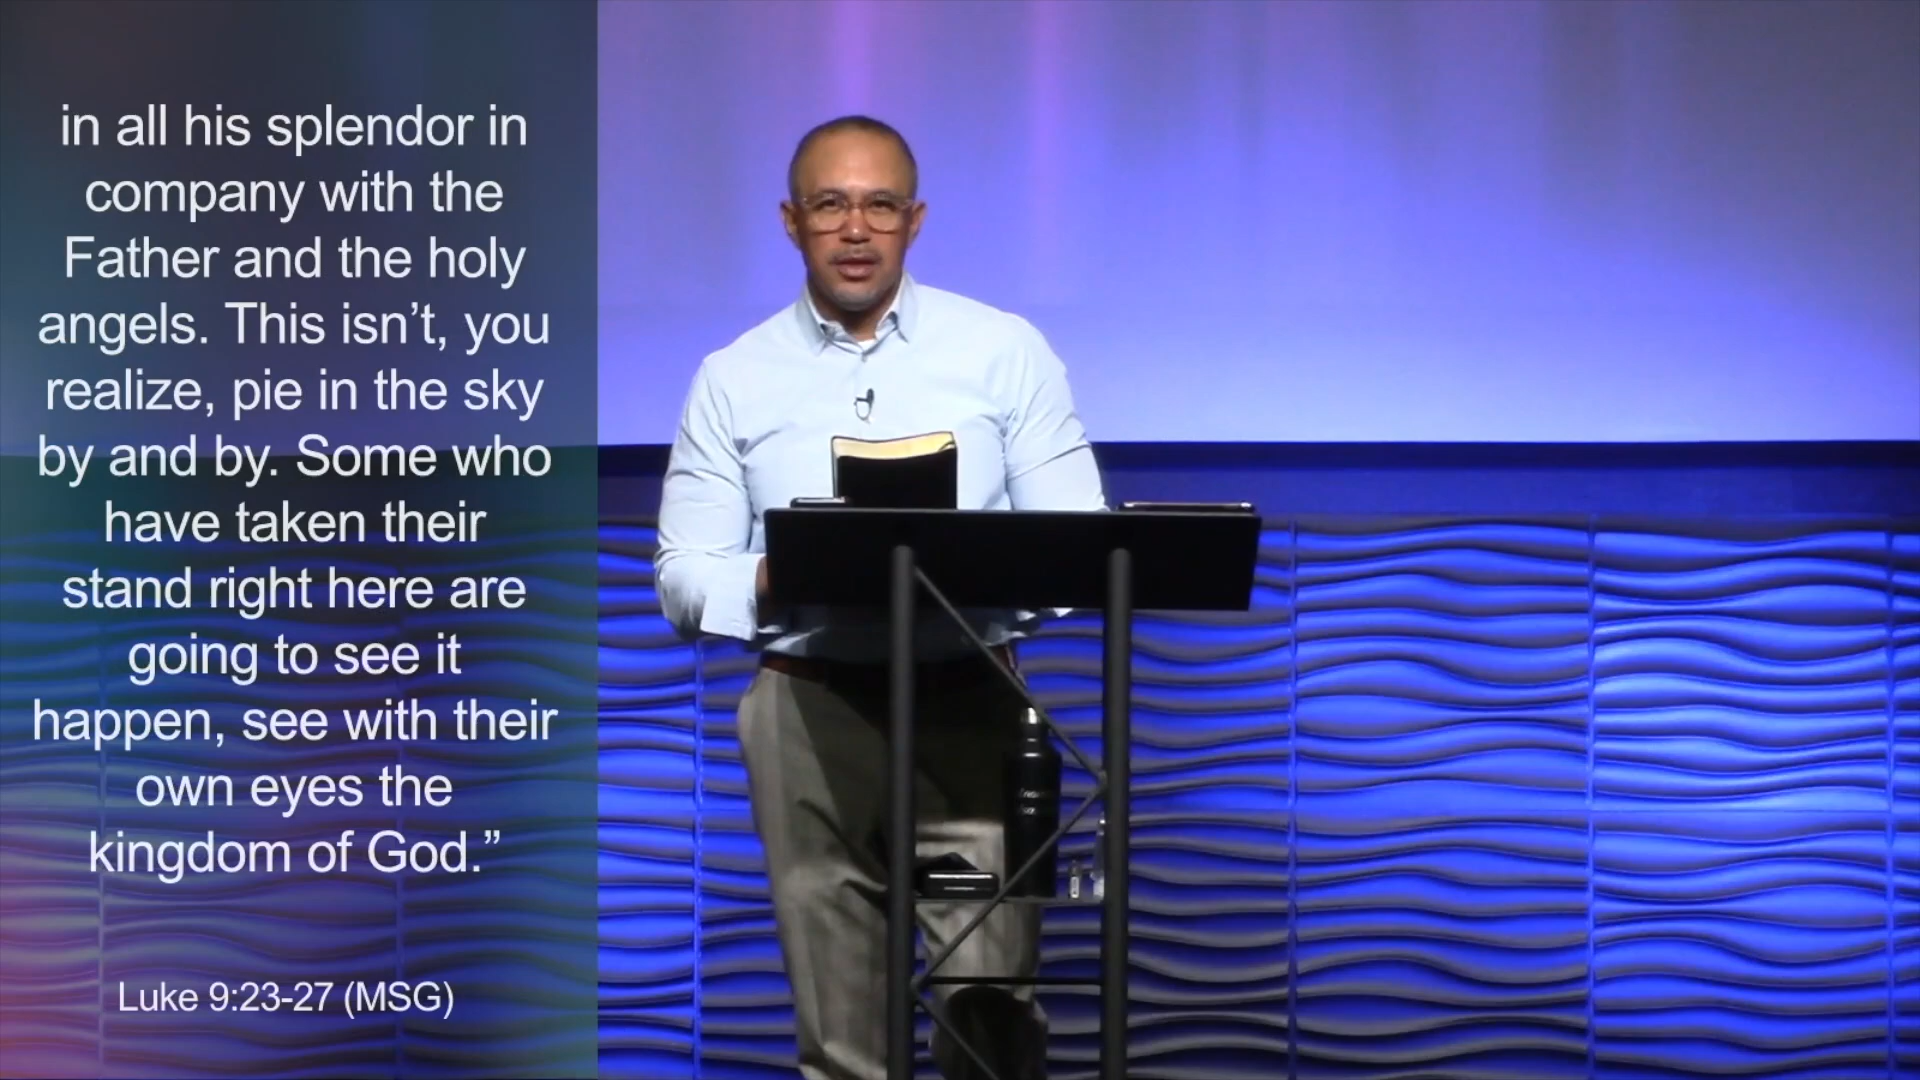 in all his splendor in
company with the
Father and the holy
angels. This isn’t, you
realize, pie in the sky
by and by. Some who
have taken their
stand right here are
going to see it
happen, see with their
own eyes the
kingdom of God.”
Luke 9:23-27 (MSG)